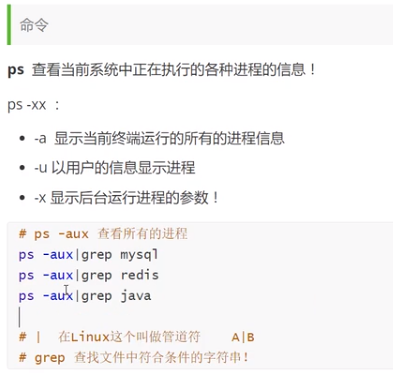 命令
ps 查看当前系统中正在执行的各种进程的信息！
ps -xx ：
-a 显示当前终端运行的所有的进程信息
-u 以用户的信息显示进程
-x 显示后台运行进程的参数！
# ps -aux 查看所有的进程
ps -aux|grep mysql
ps -aux|grep redis
ps -aux|grep java
# | 在Linux这个叫做管道符 A|B
# grep 查找文件中符合条件的字符串!